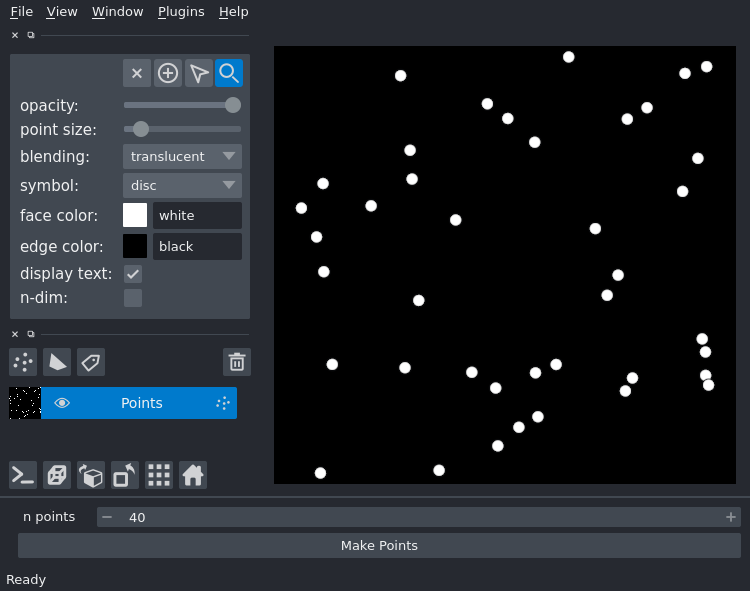 File View Window Plugins Help
opacity:
point size:
blending: translucent
symbol: disc
face color: white
edge color: black
display text:
n-dim:
Points
n points 40
Make Points
Ready